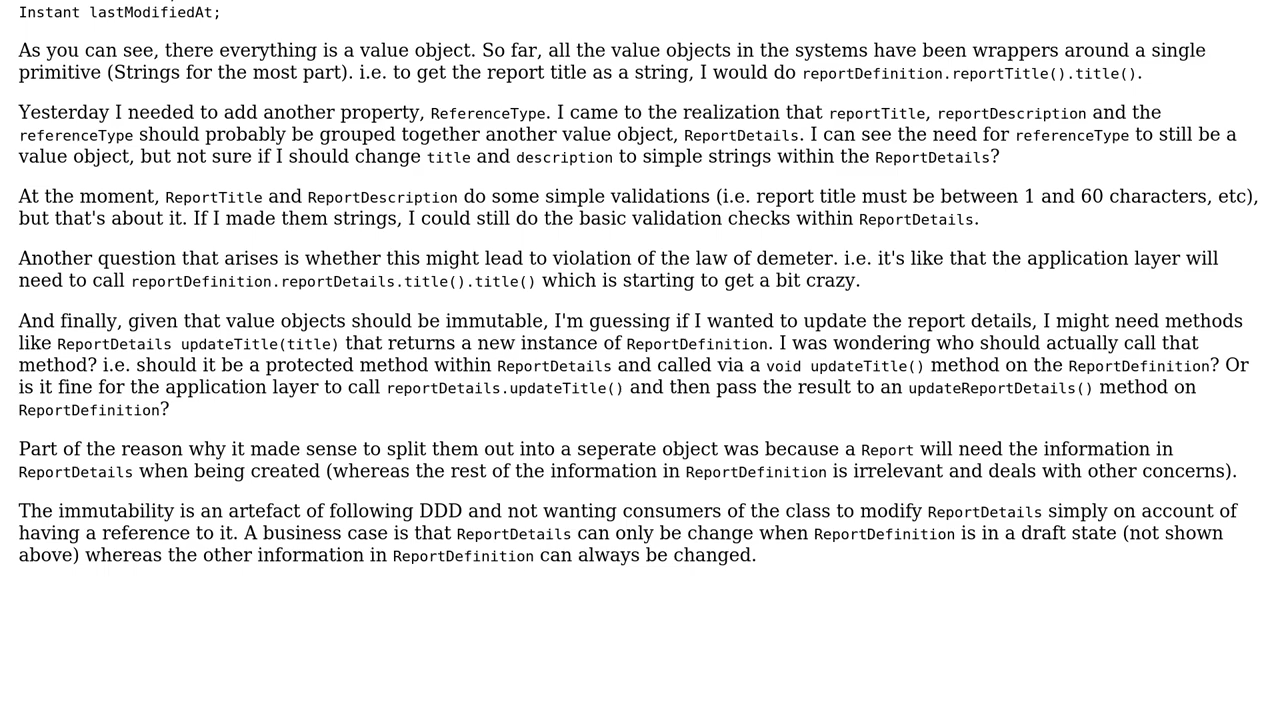 Instant lastModifiedAt;
As you can see, there everything is a value object. So far, all the value objects in the systems have been wrappers around a single
primitive (Strings for the most part). i.e. to get the report title as a string, I would do reportDefinition.reportTitle().title().
Yesterday I needed to add another property, ReferenceType. I came to the realization that reportTitle, reportDescription and the
referenceType should probably be grouped together another value object, ReportDetails. I can see the need for referenceType to still be a
value object, but not sure if I should change title and description to simple strings within the ReportDetails?
At the moment, ReportTitle and ReportDescription do some simple validations (i.e. report title must be between 1 and 60 characters, etc),
but that's about it. If I made them strings, I could still do the basic validation checks within ReportDetails.
Another question that arises is whether this might lead to violation of the law of demeter. i.e. it's like that the application layer will
need to call reportDefinition.reportDetails.title().title() which is starting to get a bit crazy.
And finally, given that value objects should be immutable, I'm guessing if I wanted to update the report details, I might need methods
like ReportDetails updateTitle(title) that returns a new instance of ReportDefinition. I was wondering who should actually call that
method? i.e. should it be a protected method within ReportDetails and called via a void updateTitle() method on the ReportDefinition? Or
is it fine for the application layer to call reportDetails.updateTitle() and then pass the result to an updateReportDetails() method on
ReportDefinition?
Part of the reason why it made sense to split them out into a seperate object was because a Report will need the information in
ReportDetails when being created (whereas the rest of the information in ReportDefinition is irrelevant and deals with other concerns).
The immutability is an artefact of following DDD and not wanting consumers of the class to modify ReportDetails simply on account of
having a reference to it. A business case is that ReportDetails can only be change when ReportDefinition is in a draft state (not shown
above) whereas the other information in ReportDefinition can always be changed.